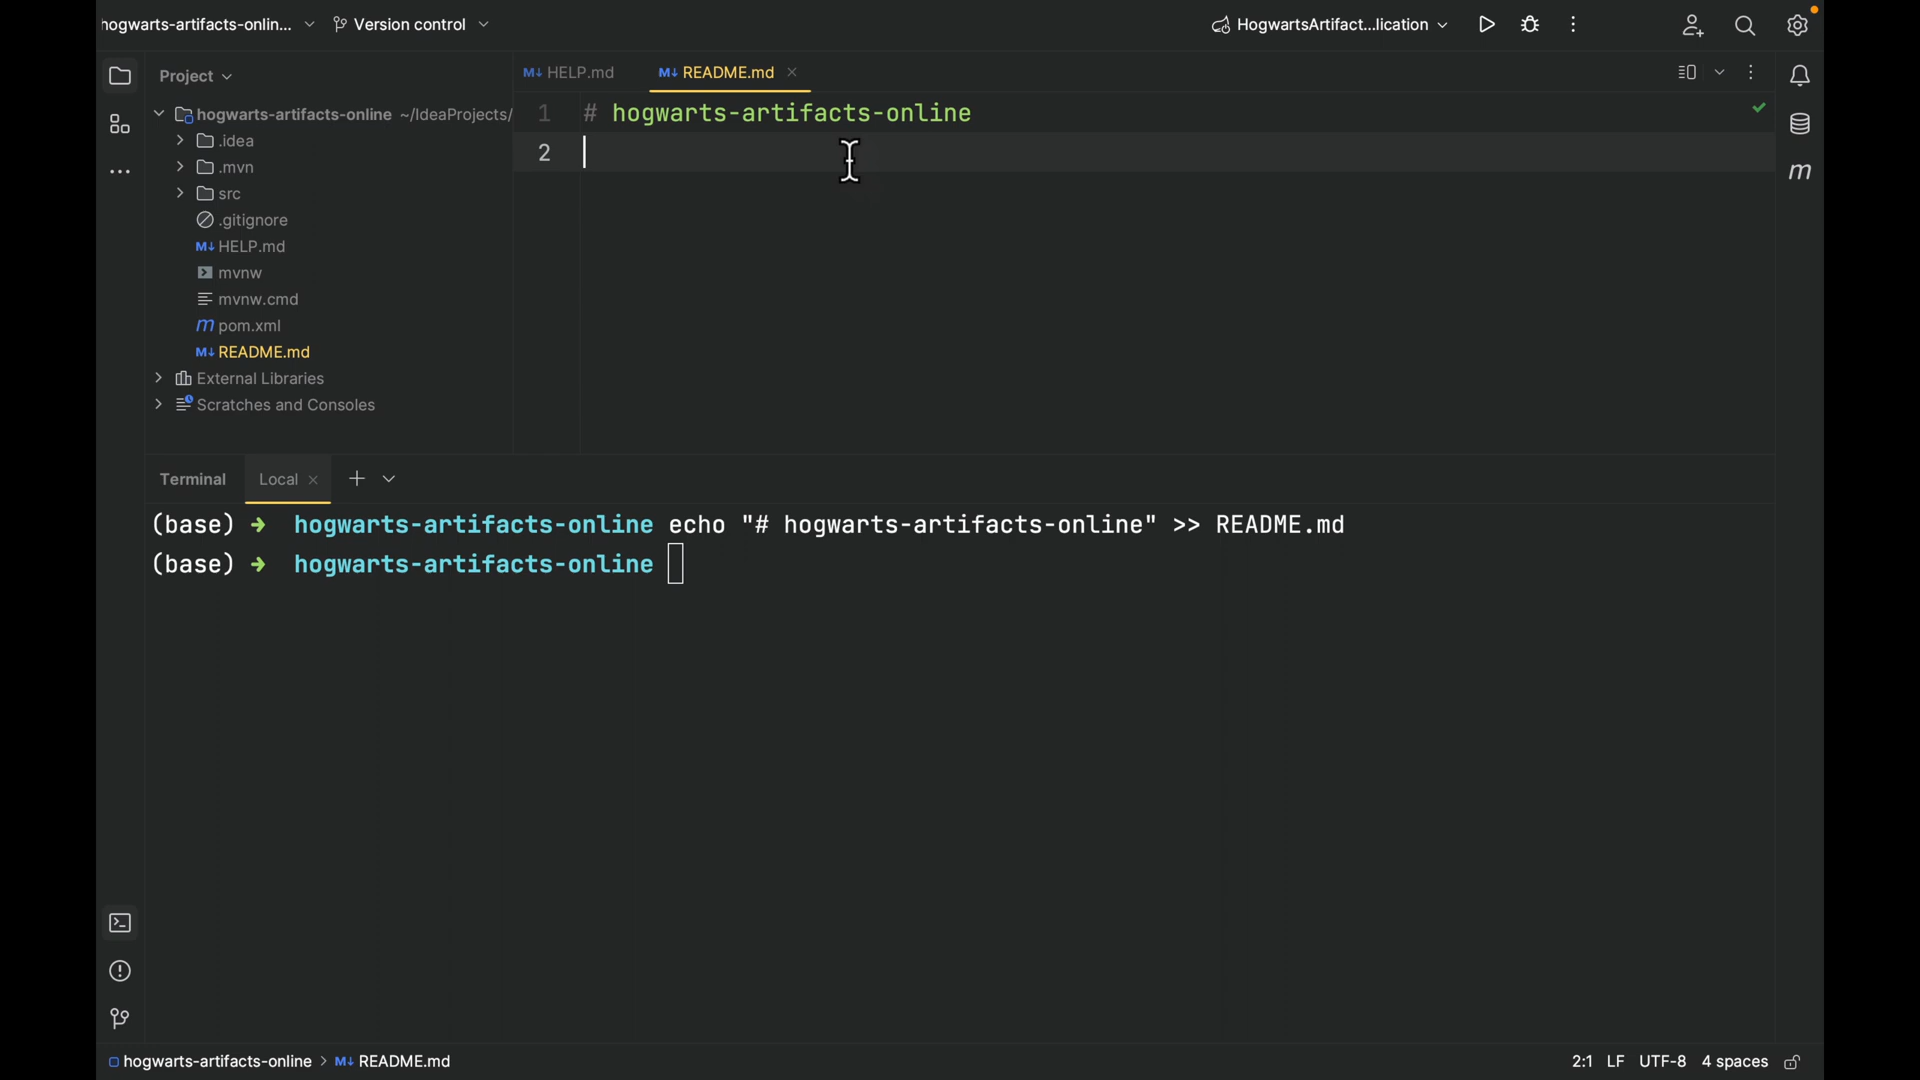 hogwarts-artifacts-onlin... Version control HogwartsArtifact...lication
Project
HELP.md README.md
hogwarts-artifacts-online ~/IdeaProjects/
.idea
.mvn
src
.gitignore
HELP.md
mvnw
mvnw.cmd
pom.xml
README.md
External Libraries
Scratches and Consoles
1 # hogwarts-artifacts-online
2
Terminal Local
(base) ➜ hogwarts-artifacts-online echo "# hogwarts-artifacts-online" >> README.md
(base) ➜ hogwarts-artifacts-online
hogwarts-artifacts-online > README.md 2:1 LF UTF-8 4 spaces